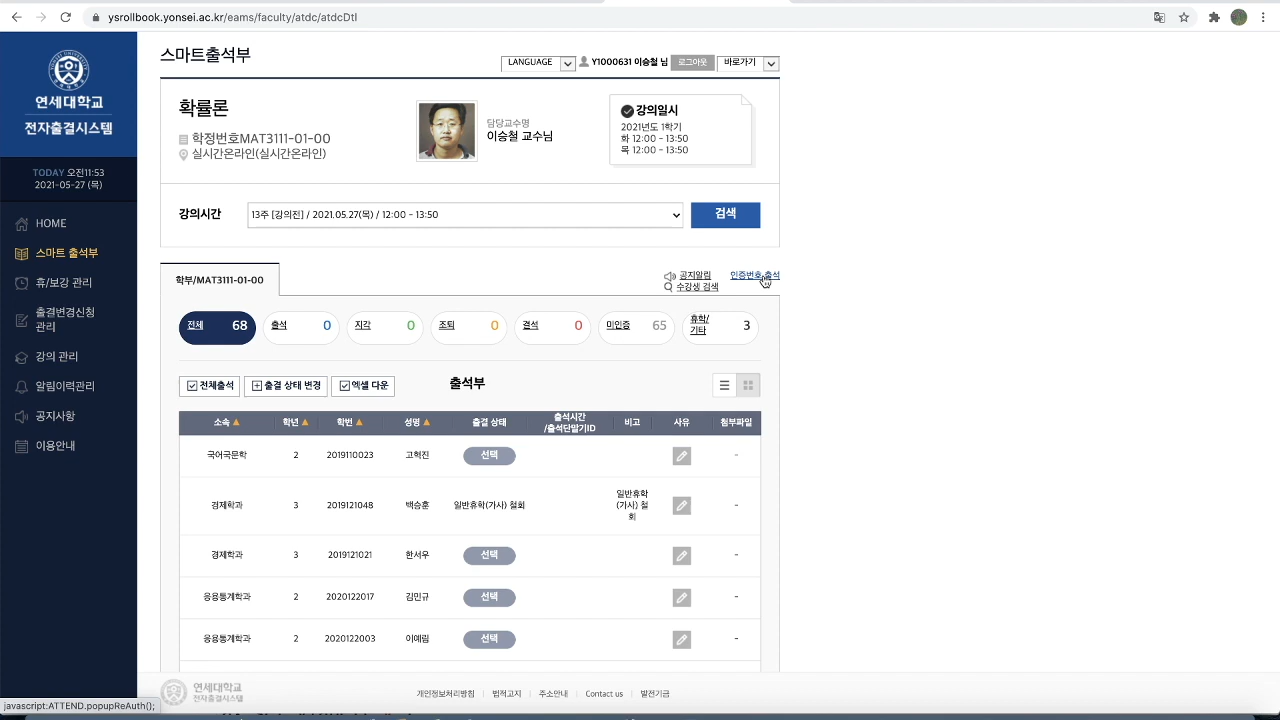 ysrollbook.yonsei.ac.kr/eams/faculty/atdc/atdcDtl
연세대학교
전자출결시스템
TODAY 오전11:53
2021-05-27 (목)
HOME
스마트 출석부
휴/보강 관리
출결변경신청
관리
강의 관리
알림이력관리
공지사항
이용안내
스마트출석부
LANGUAGE
Y1000631 이승철 님
로그아웃
바로가기
확률론
학정번호MAT3111-01-00
실시간온라인(실시간온라인)
담당교수명
이승철 교수님
강의일시
2021년도 1학기
화 12:00 - 13:50
목 12:00 - 13:50
강의시간
13주 [강의전] / 2021.05.27(목) / 12:00 - 13:50
검색
학부/MAT3111-01-00
공지알림
수강생 검색
인증번호 출석
전체 68
출석 0
지각 0
조퇴 0
결석 0
미인증 65
휴학/
기타 3
전체출석
출결 상태 변경
엑셀 다운
출석부
소속 ▲ 학년 ▲ 학번 ▲ 성명 ▲ 출결 상태 출석시간 /출석단말기ID 비고 사유 첨부파일
국어국문학 2 2019110023 고혁진 선택 -
경제학과 3 2019121048 백승훈 일반휴학(가사) 철회 일반휴학 (가사) 철 회 -
경제학과 3 2019121021 한서우 선택 -
응용통계학과 2 2020122017 김민규 선택 -
응용통계학과 2 2020122003 이예림 선택 -
연세대학교
전자출결시스템
개인정보처리방침 법적고지 주소안내 Contact us 발전기금
javascript:ATTEND.popupReAuth();